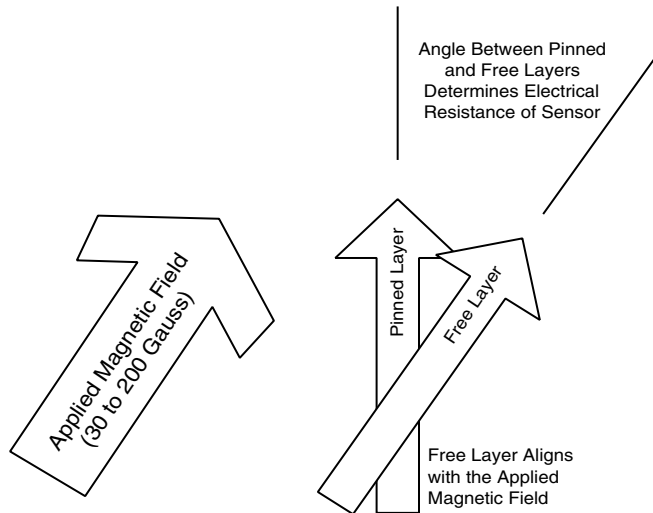 Angle Between Pinned
and Free Layers
Determines Electrical
Resistance of Sensor
Applied Magnetic Field
(30 to 200 Gauss)
Pinned Layer
Free Layer
Free Layer Aligns
with the Applied
Magnetic Field